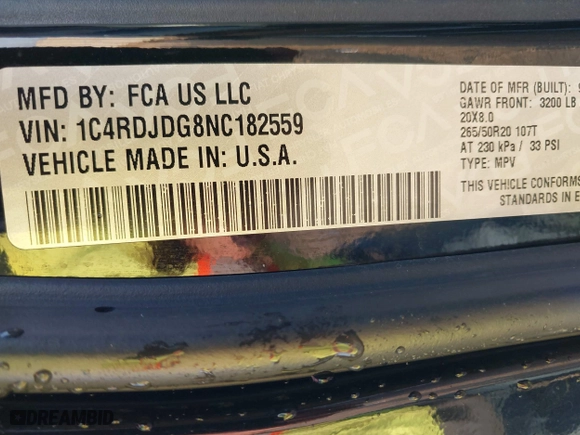 MFD BY: FCA US LLC
VIN: 1C4RDJDG8NC182559
VEHICLE MADE IN: U.S.A.
DATE OF MFR (BUILT): 9
GAWR FRONT: 3200 LB
20X8.0
265/50R20 107T
AT 230 kPa / 33 PSI
TYPE: MPV
THIS VEHICLE CONFORMS
STANDARDS IN E
DREAMBID